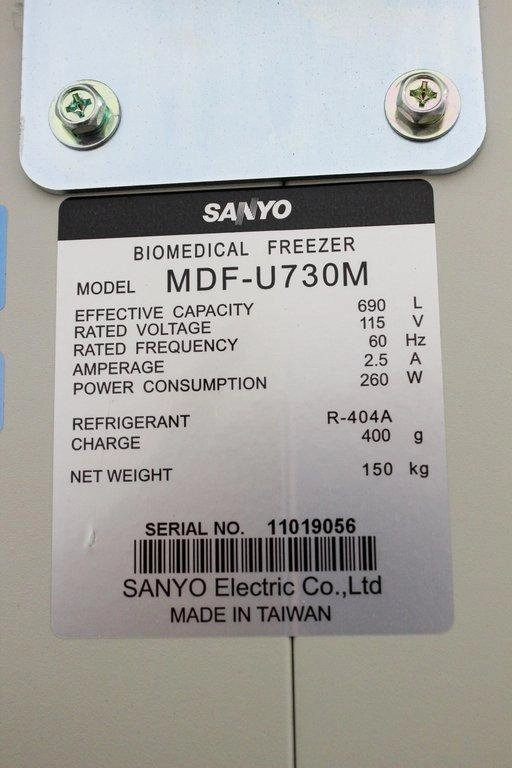 SANYO
BIOMEDICAL FREEZER
MODEL MDF-U730M
EFFECTIVE CAPACITY 690 L
RATED VOLTAGE 115 V
RATED FREQUENCY 60 Hz
AMPERAGE 2.5 A
POWER CONSUMPTION 260 W
REFRIGERANT R-404A
CHARGE 400 g
NET WEIGHT 150 kg
SERIAL NO. 11019056
SANYO Electric Co.,Ltd
MADE IN TAIWAN